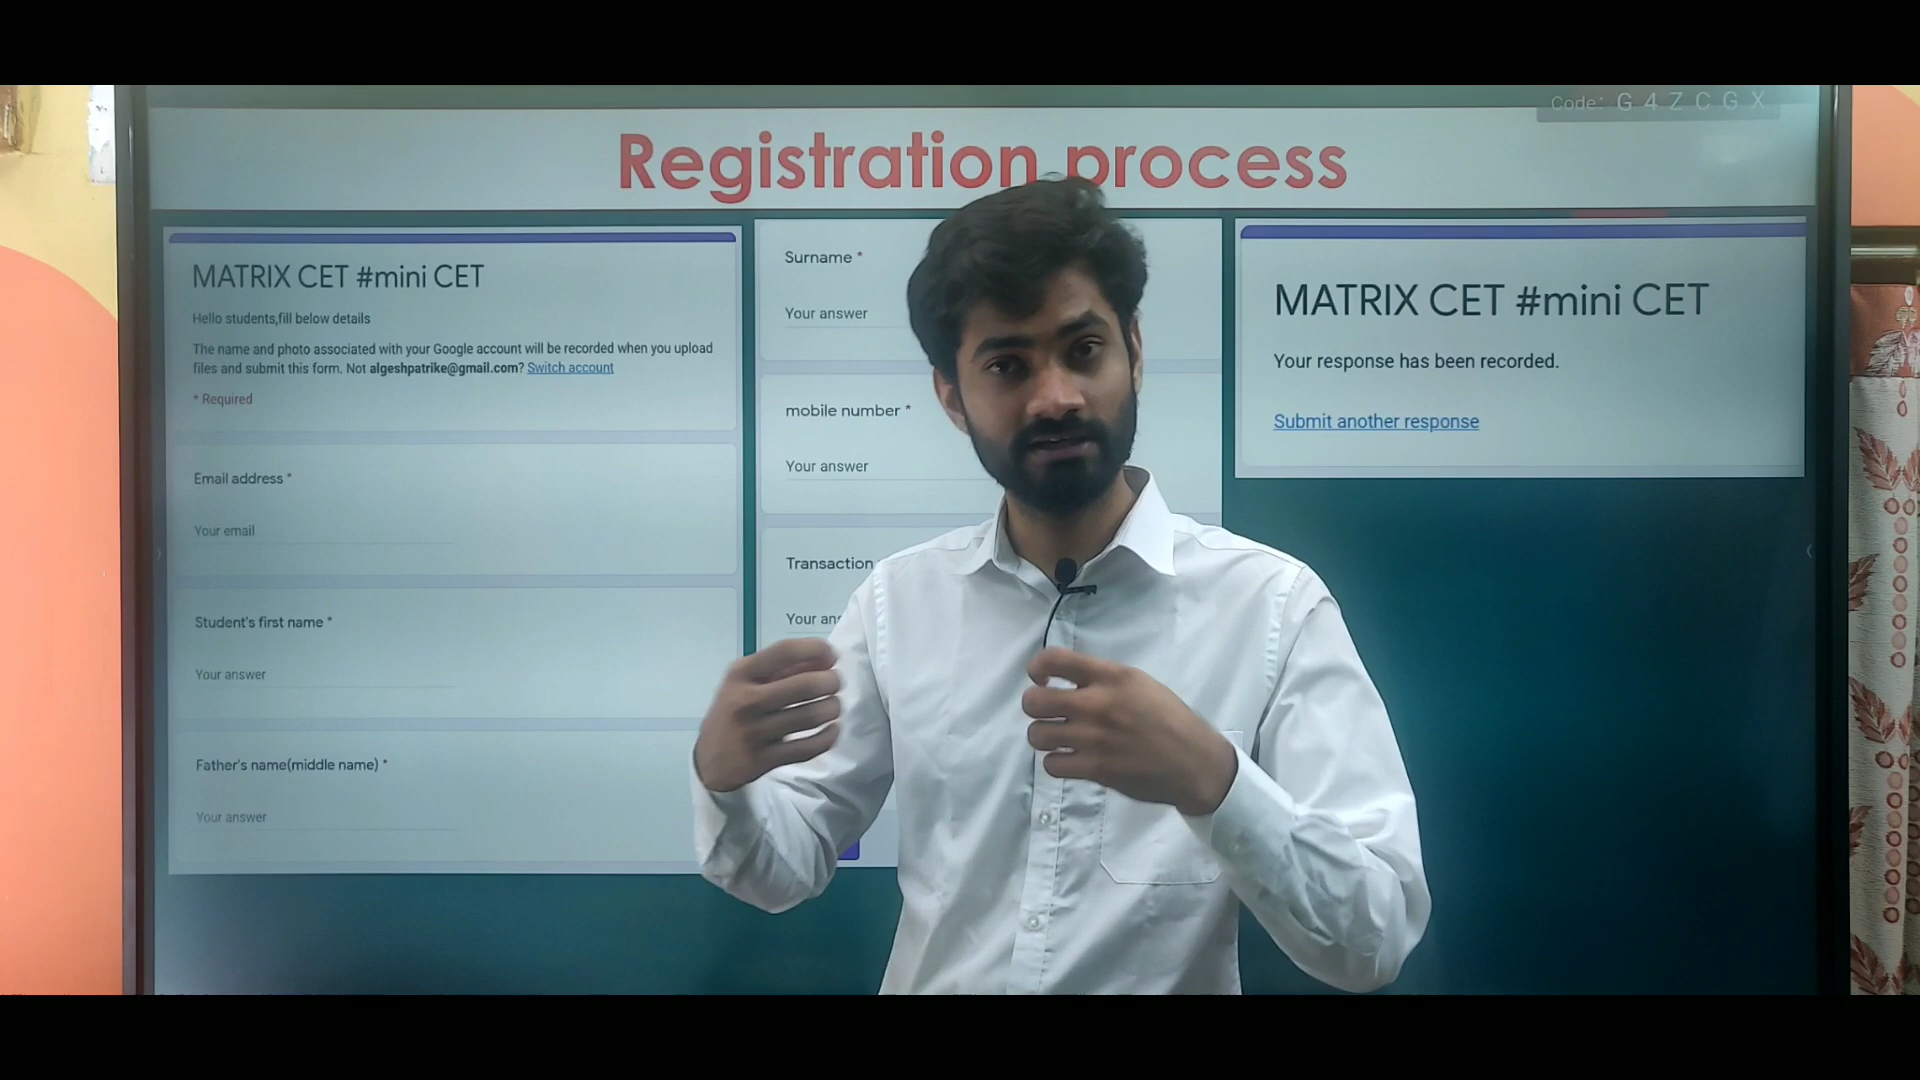 Code: G 4 Z C G X
Registration process
MATRIX CET #mini CET
Hello students,fill below details
The name and photo associated with your Google account will be recorded when you upload
files and submit this form. Not algeshpatrike@gmail.com? Switch account
* Required
Email address *
Your email
Student's first name *
Your answer
Father's name(middle name) *
Your answer
Surname *
Your answer
mobile number *
Your answer
Transaction
Your
MATRIX CET #mini CET
Your response has been recorded.
Submit another response